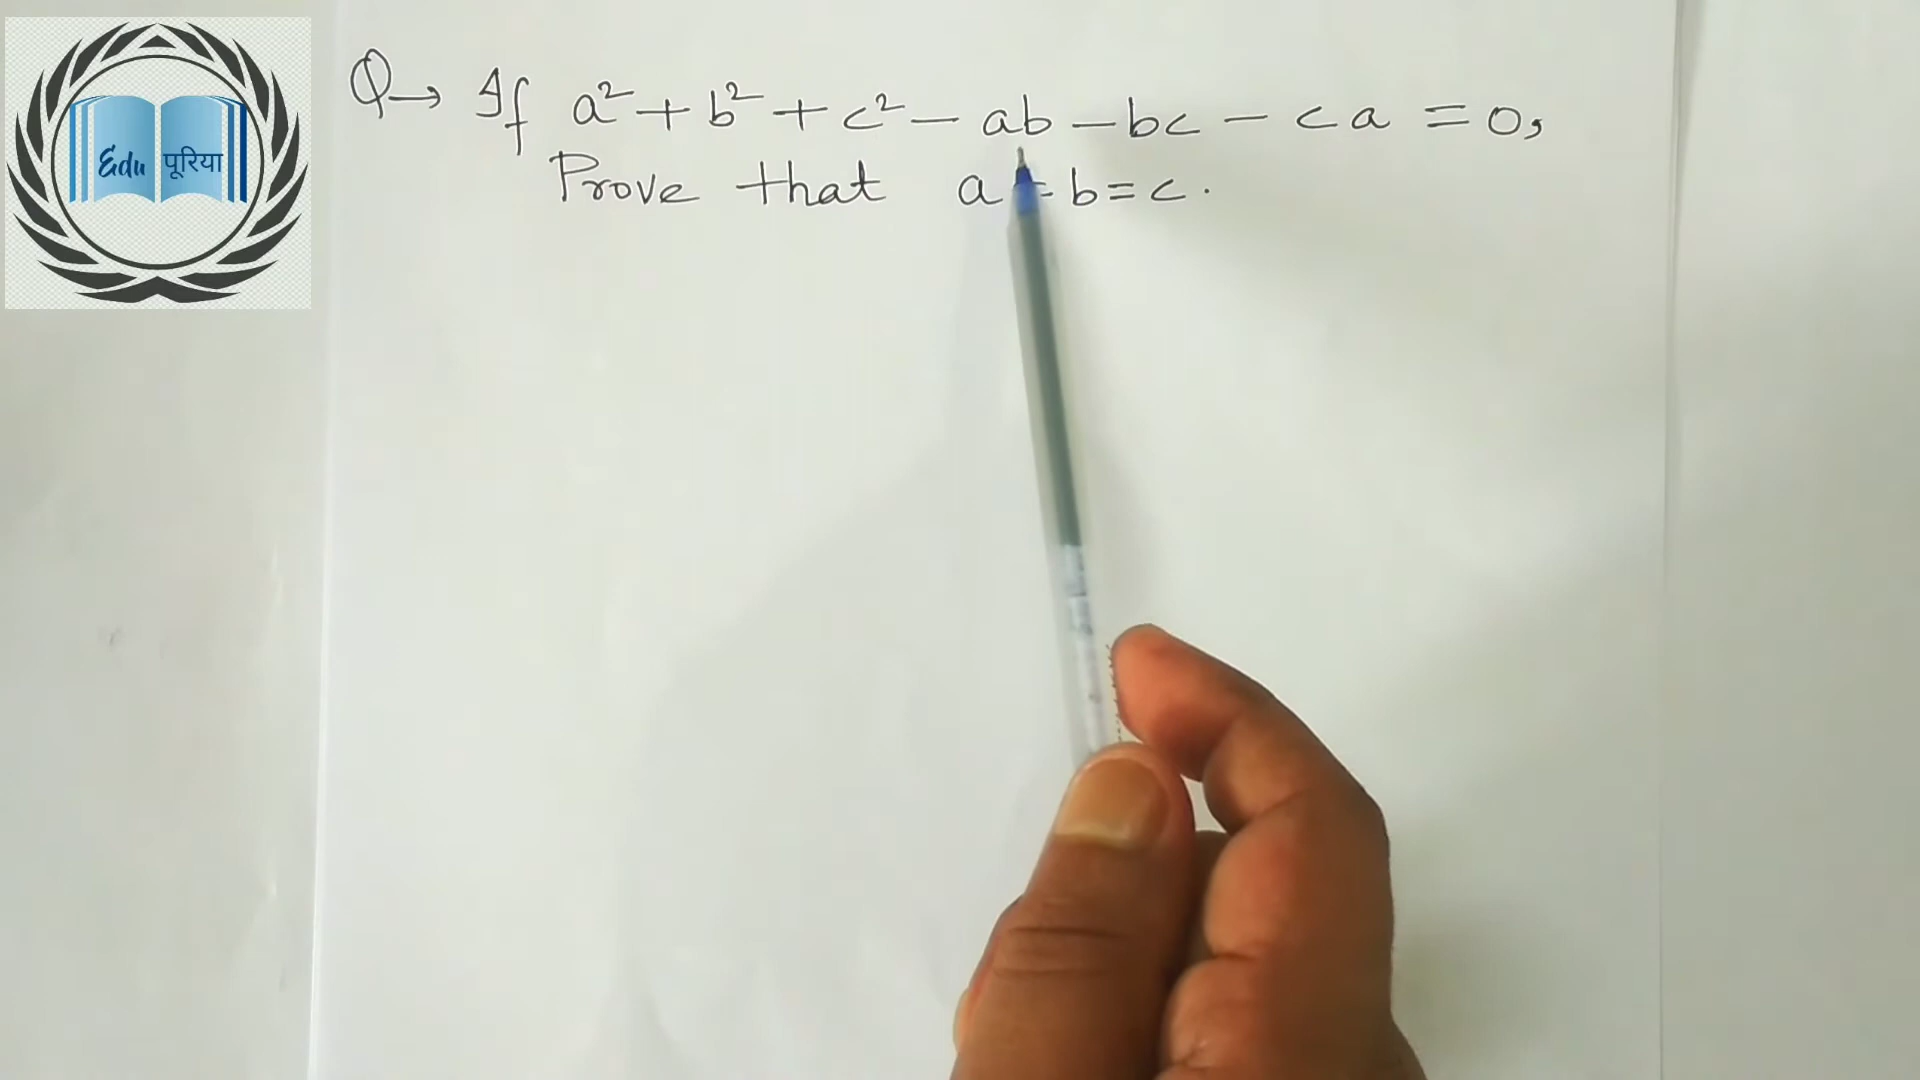 Edu पूरिया
Q→ If a² + b² + c² – ab – bc – ca = 0,
Prove that a = b = c.